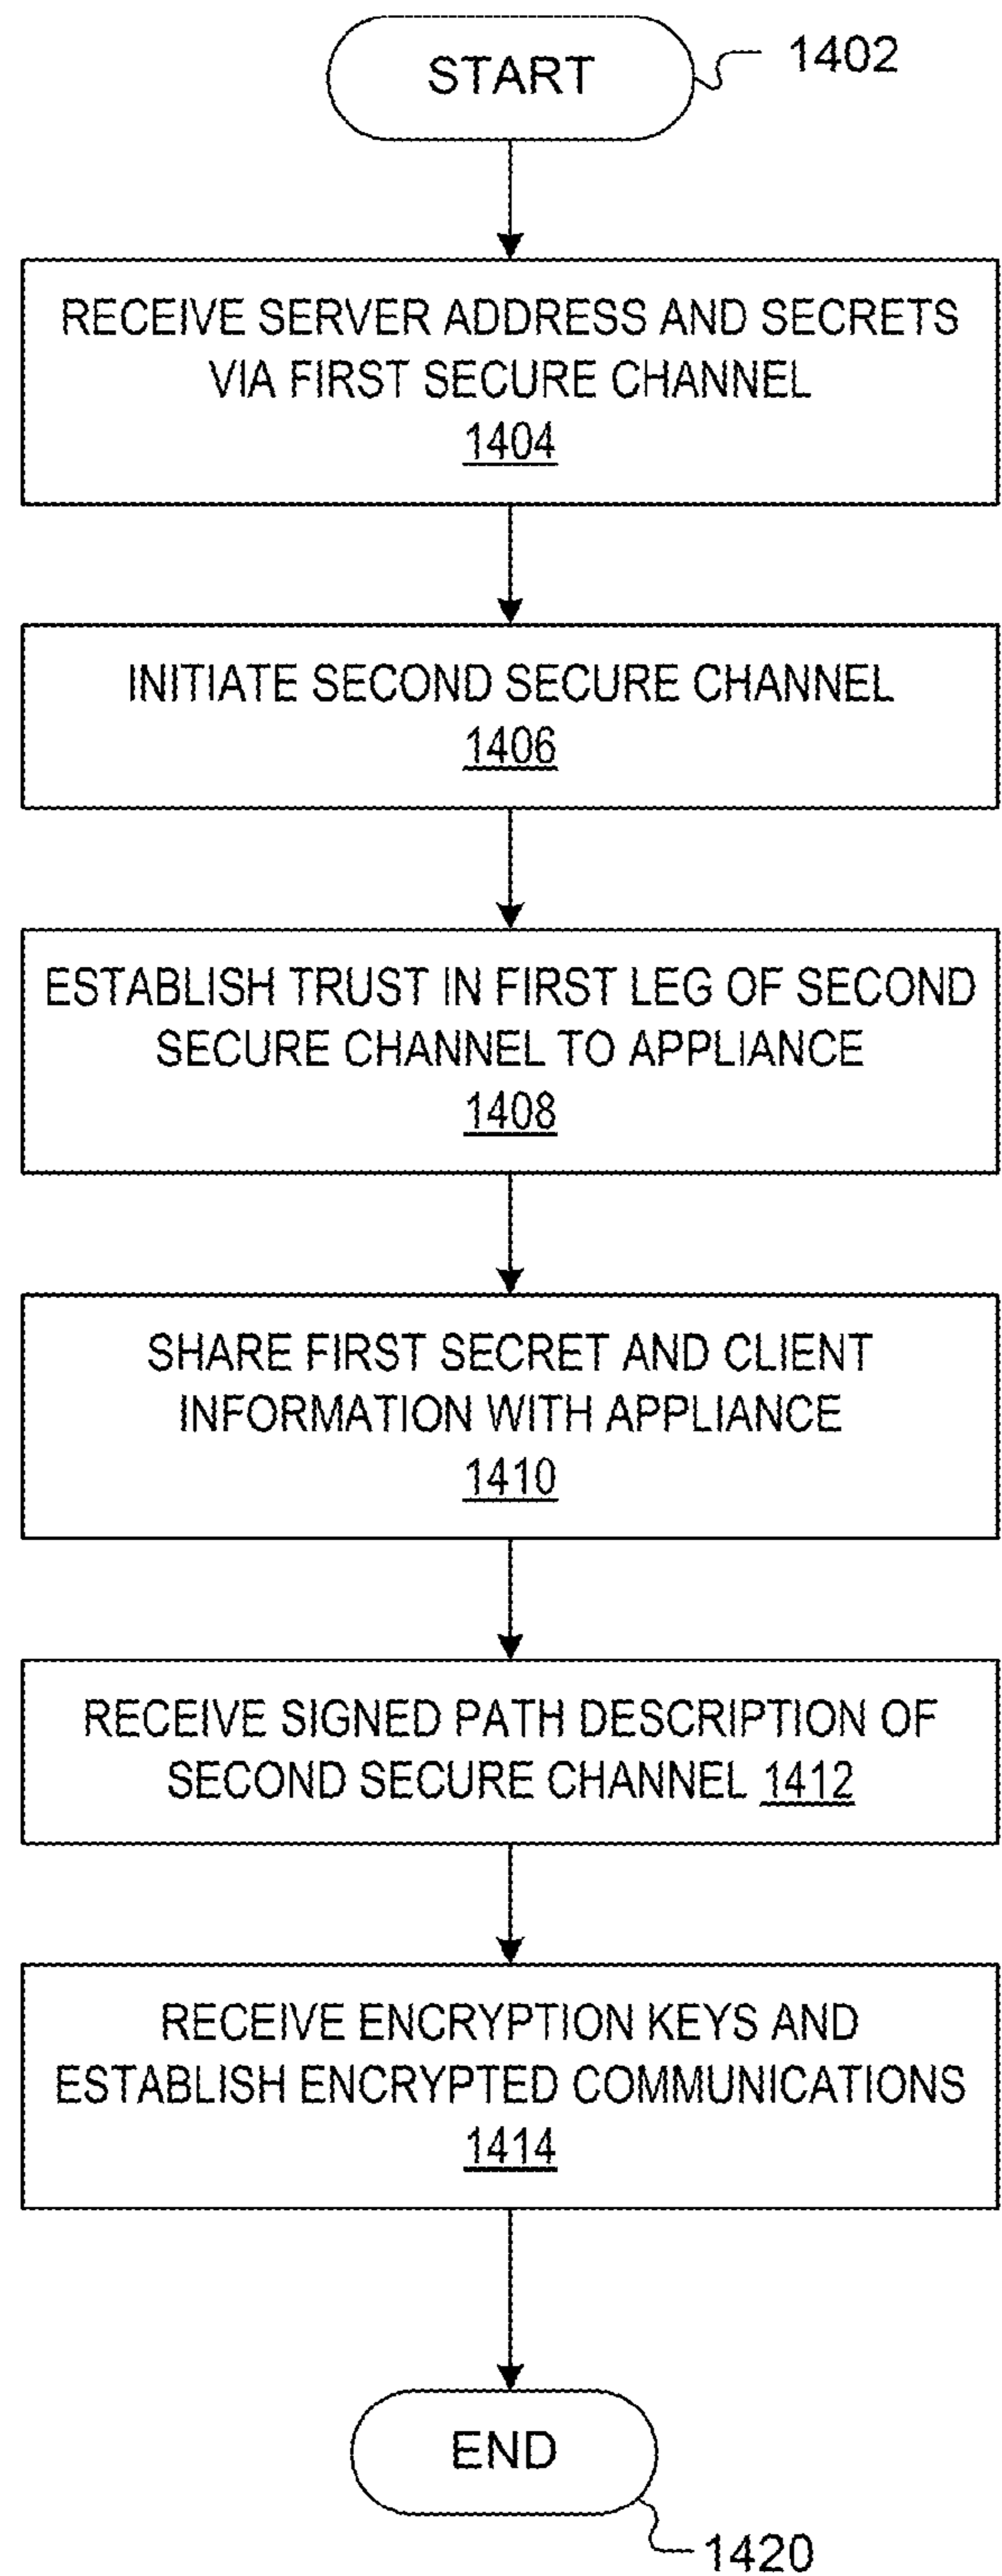 START
1402
RECEIVE SERVER ADDRESS AND SECRETS
VIA FIRST SECURE CHANNEL
1404
INITIATE SECOND SECURE CHANNEL
1406
ESTABLISH TRUST IN FIRST LEG OF SECOND
SECURE CHANNEL TO APPLIANCE
1408
SHARE FIRST SECRET AND CLIENT
INFORMATION WITH APPLIANCE
1410
RECEIVE SIGNED PATH DESCRIPTION OF
SECOND SECURE CHANNEL 1412
RECEIVE ENCRYPTION KEYS AND
ESTABLISH ENCRYPTED COMMUNICATIONS
1414
END
1420